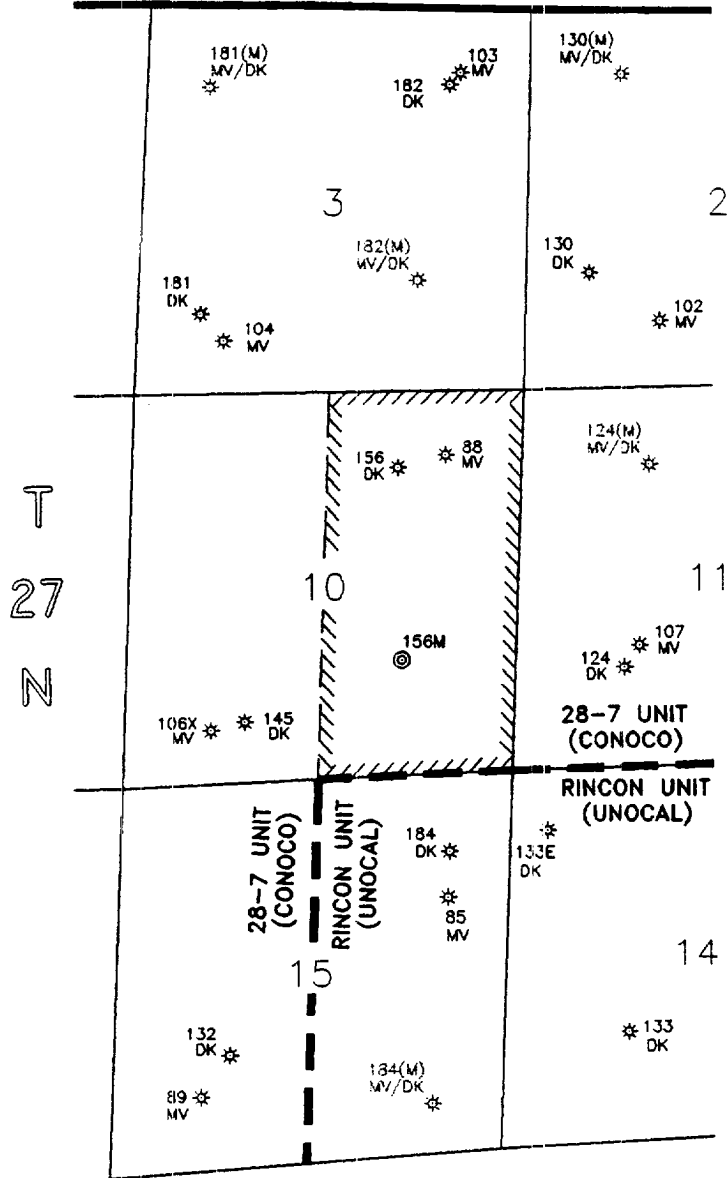 181(M)
MV/DK
103
MV
182
DK
130(M)
MV/DK
3
2
182(M)
MV/DK
130
DK
181
DK
104
MV
102
MV
124(M)
MV/DK
156
DK
88
MV
T
27
N
10
11
156M
107
MV
124
DK
106X
MV
145
DK
28-7 UNIT
(CONOCO)
RINCON UNIT
(UNOCAL)
28-7 UNIT
(CONOCO)
RINCON UNIT
(UNOCAL)
184
DK
133E
DK
85
MV
15
14
132
DK
133
DK
184(M)
MV/DK
89
MV